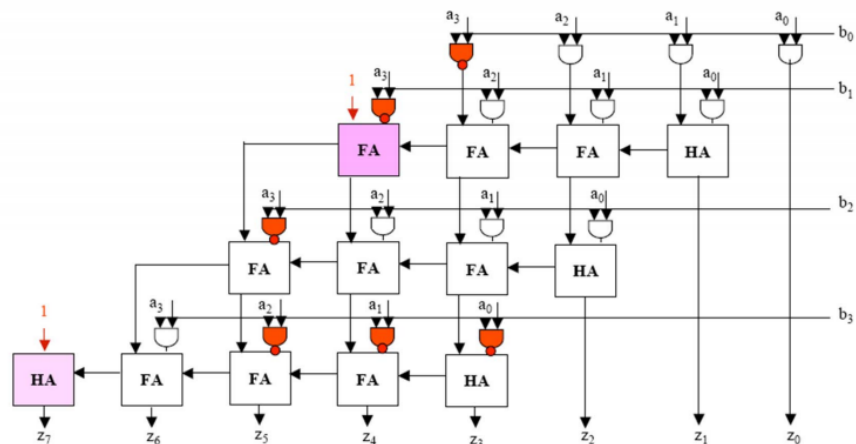 a₃ a₂ a₁ a₀ b₀
1 a₃ a₂ a₁ a₀ b₁
FA FA FA HA
a₃ a₂ a₁ a₀ b₂
FA FA FA HA
1 a₃ a₂ a₁ a₀ b₃
HA FA FA FA HA
z₇ z₆ z₅ z₄ z₃ z₂ z₁ z₀